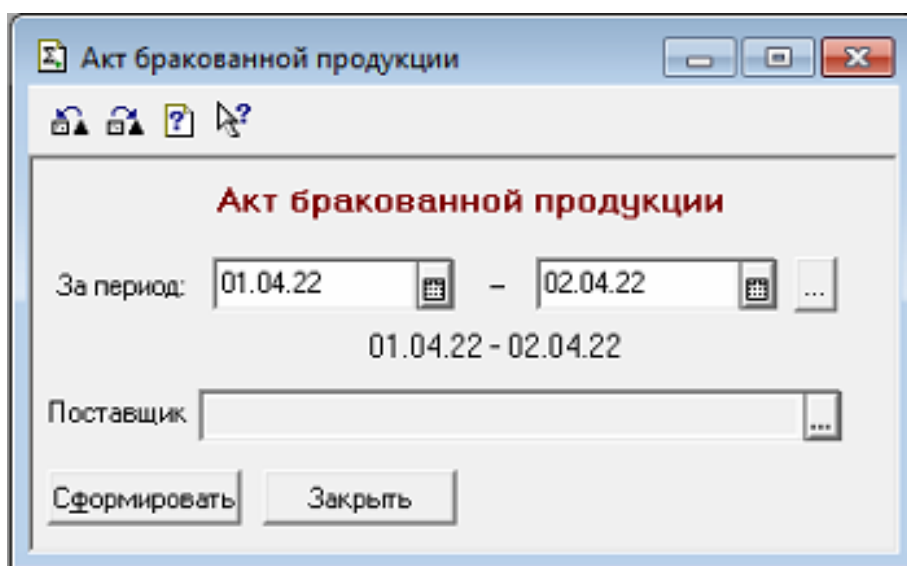 Акт бракованной продукции
Акт бракованной продукции
За период: 01.04.22 - 02.04.22 ...
01.04.22 - 02.04.22
Поставщик ...
Сформировать Закрыть